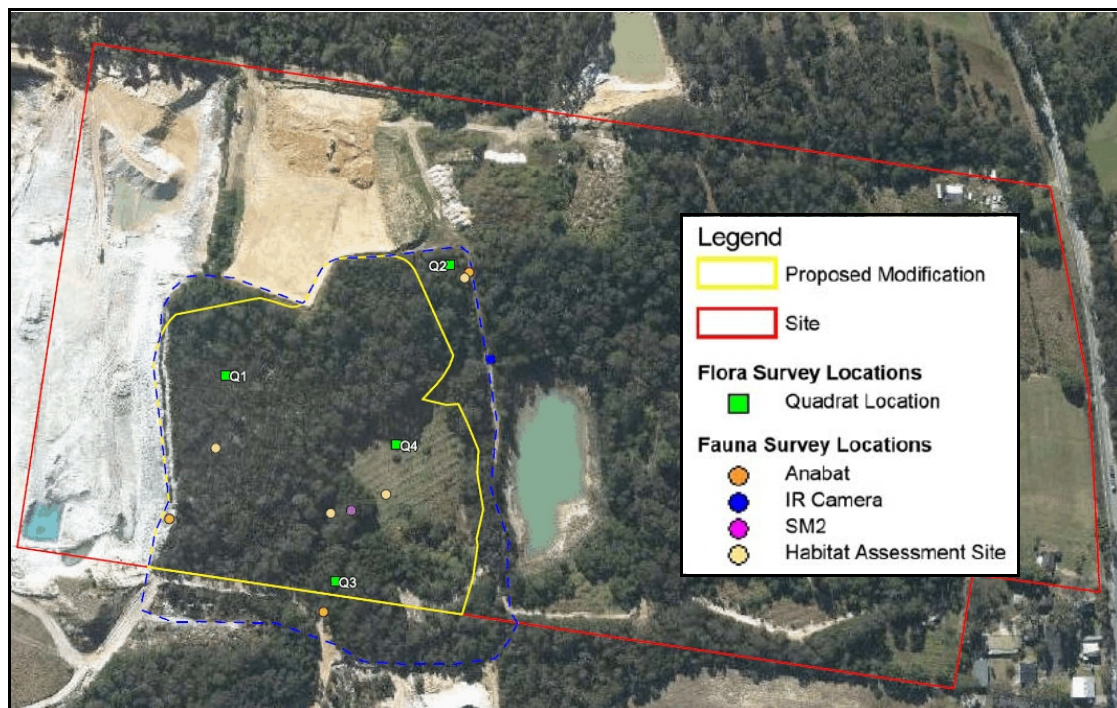 Q2
Q1
Q4
Q3
Legend
Proposed Modification
Site
Flora Survey Locations
Quadrat Location
Fauna Survey Locations
Anabat
IR Camera
SM2
Habitat Assessment Site